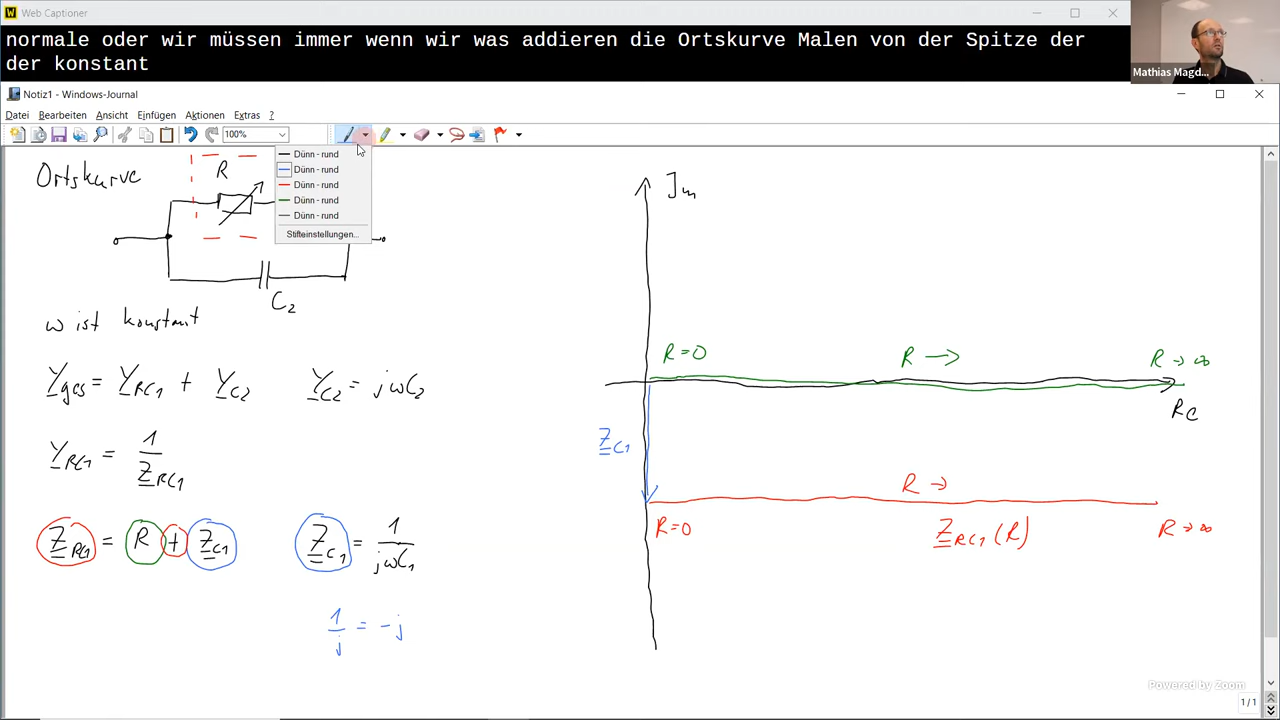 Web Captioner
normale oder wir müssen immer wenn wir was addieren die Ortskurve Malen von der Spitze der
der konstant
Mathias Magd...
Notiz1 - Windows-Journal
Datei Bearbeiten Ansicht Einfügen Aktionen Extras ?
100%
Dünn - rund
Dünn - rund
Dünn - rund
Dünn - rund
Dünn - rund
Stifteinstellungen...
Ortskurve
R
C2
w ist konstant
Yges = YRC1 + YC2 YC2 = jωC2
YRC1 = 1/ZRC1
ZRC1 = R + ZC1 ZC1 = 1/jωC1
1/j = -j
Im
R=0 R → R→∞
Re
ZC1
R →
R=0 ZRC1(R) R→∞
Powered by Zoom
1 / 1